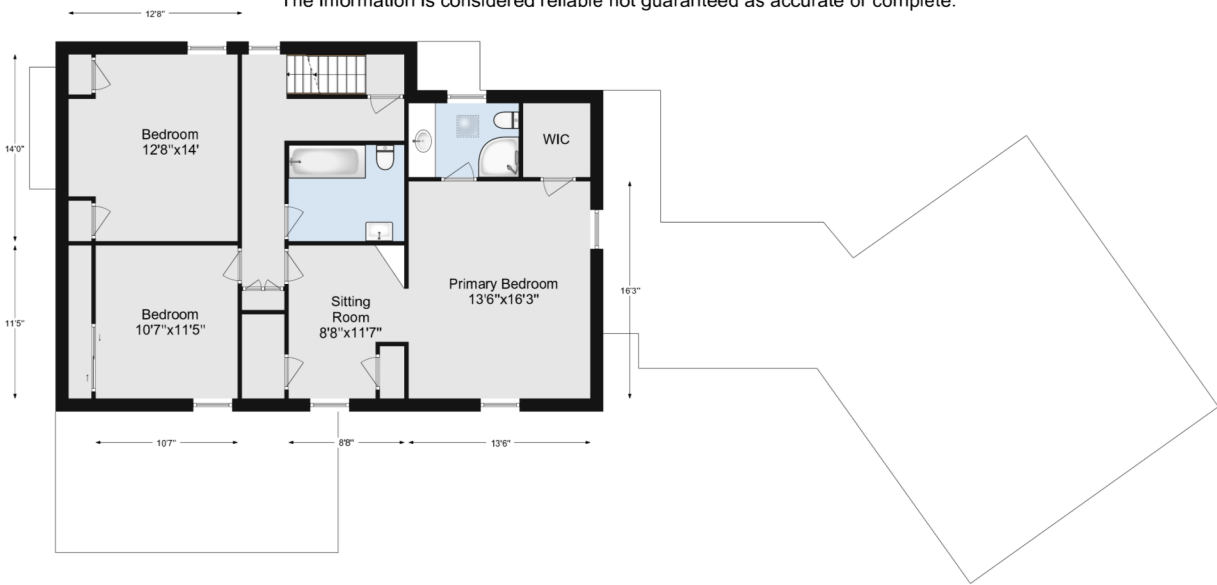 The Information is considered reliable not guaranteed as accurate or complete.
12'8"
14'0"
Bedroom
12'8"x14'
WIC
Primary Bedroom
13'6"x16'3"
16'3"
11'5"
Bedroom
10'7"x11'5"
Sitting
Room
8'8"x11'7"
10'7"
8'8"
13'6"